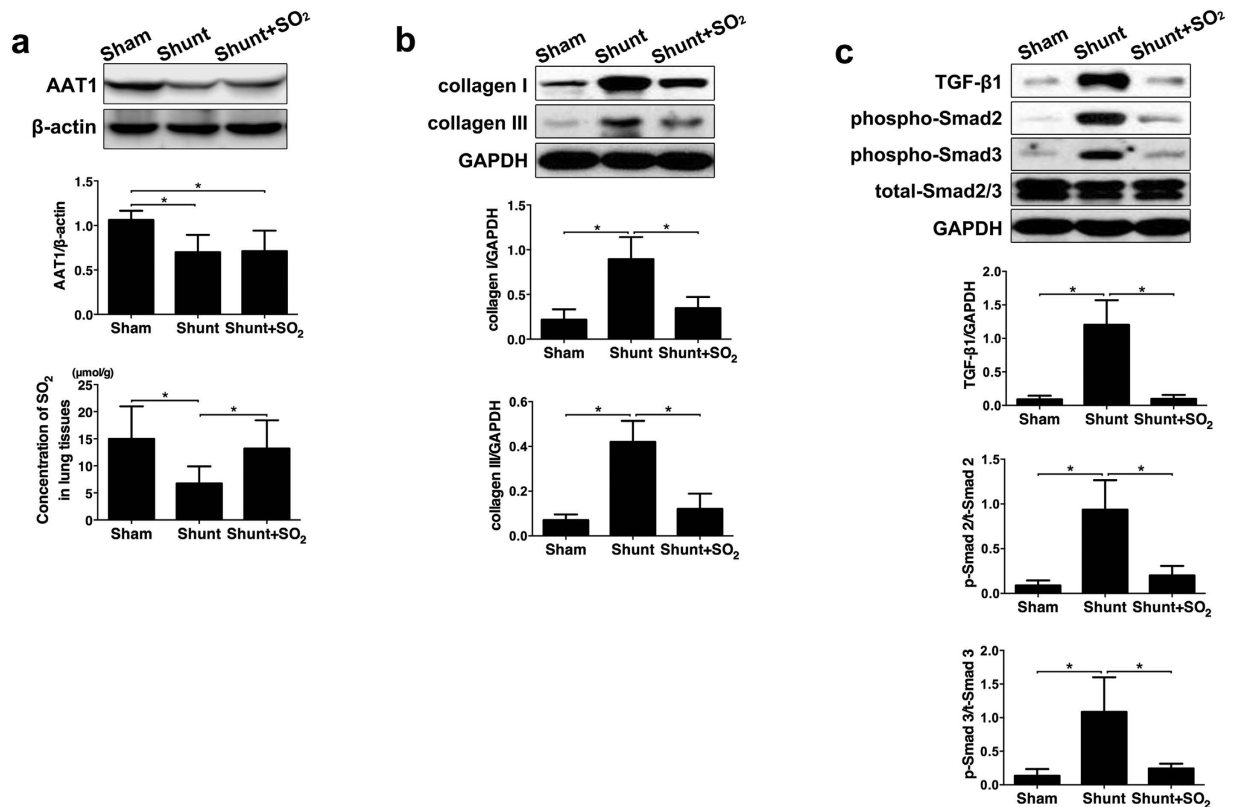 a
Sham Shunt Shunt+SO₂
AAT1
β-actin
AAT1/β-actin
1.5
1.0
0.5
0.0
* *
Sham Shunt Shunt+SO₂
Concentration of SO₂
in lung tissues
(μmol/g)
25
20
15
10
5
0
* *
Sham Shunt Shunt+SO₂
b
Sham Shunt Shunt+SO₂
collagen I
collagen III
GAPDH
collagen I/GAPDH
1.5
1.0
0.5
0.0
* *
Sham Shunt Shunt+SO₂
collagen III/GAPDH
0.6
0.4
0.2
0.0
* *
Sham Shunt Shunt+SO₂
c
Sham Shunt Shunt+SO₂
TGF-β1
phospho-Smad2
phospho-Smad3
total-Smad2/3
GAPDH
TGF-β1/GAPDH
2.0
1.5
1.0
0.5
0.0
* *
Sham Shunt Shunt+SO₂
p-Smad 2/t-Smad 2
1.5
1.0
0.5
0.0
* *
Sham Shunt Shunt+SO₂
p-Smad 3/t-Smad 3
2.0
1.5
1.0
0.5
0.0
* *
Sham Shunt Shunt+SO₂